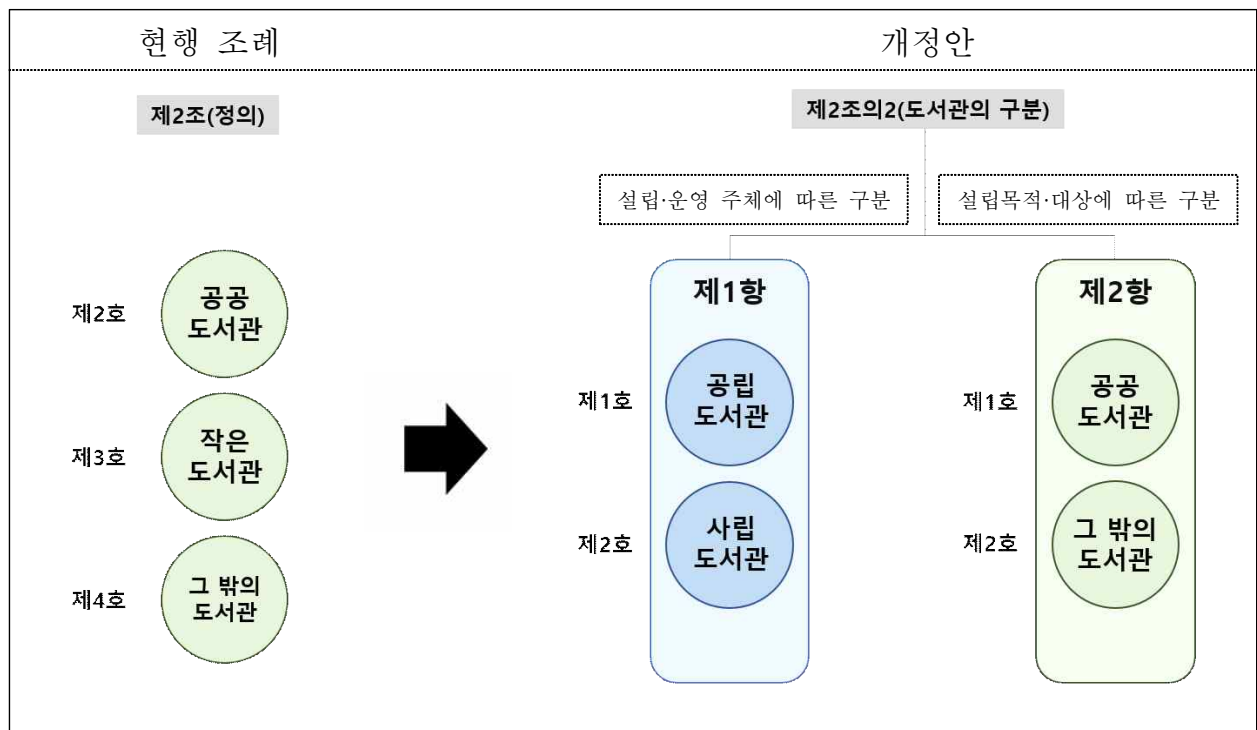 현행 조례
개정안
제2조(정의)
제2호
공공
도서관
제3호
작은
도서관
제4호
그 밖의
도서관
제2조의2(도서관의 구분)
설립·운영 주체에 따른 구분
설립목적·대상에 따른 구분
제1항
제1호
공립
도서관
제2호
사립
도서관
제2항
제1호
공공
도서관
제2호
그 밖의
도서관